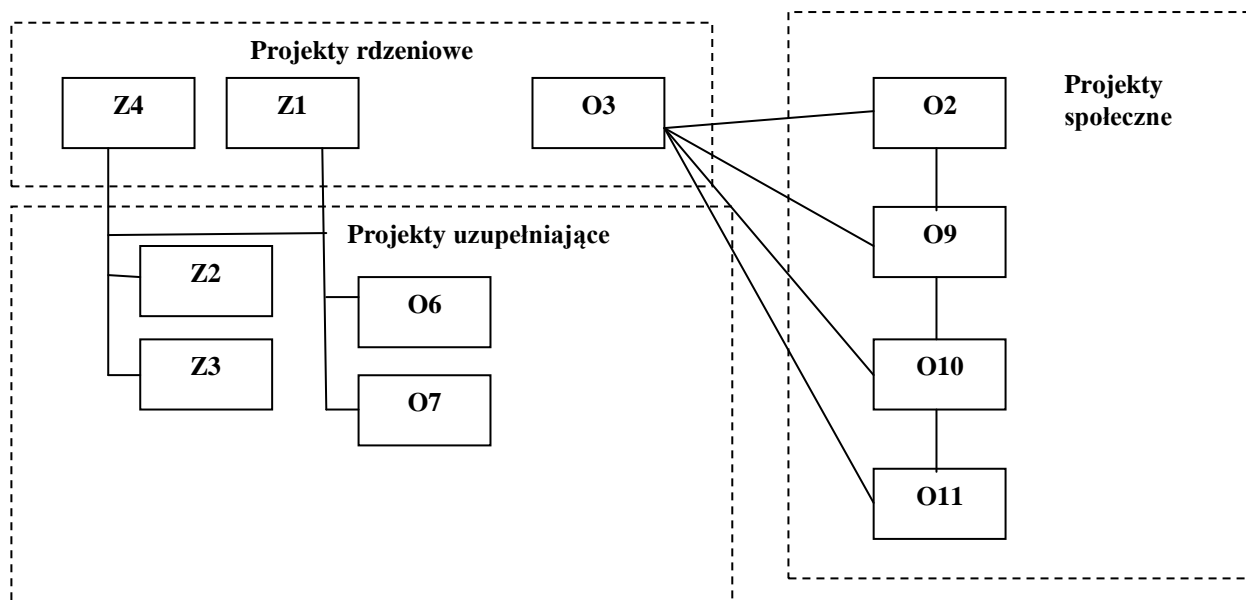 Projekty rdzeniowe
Z4
Z1
O3
O2
Projekty
społeczne
O9
Projekty uzupełniające
Z2
O6
Z3
O10
O7
O11